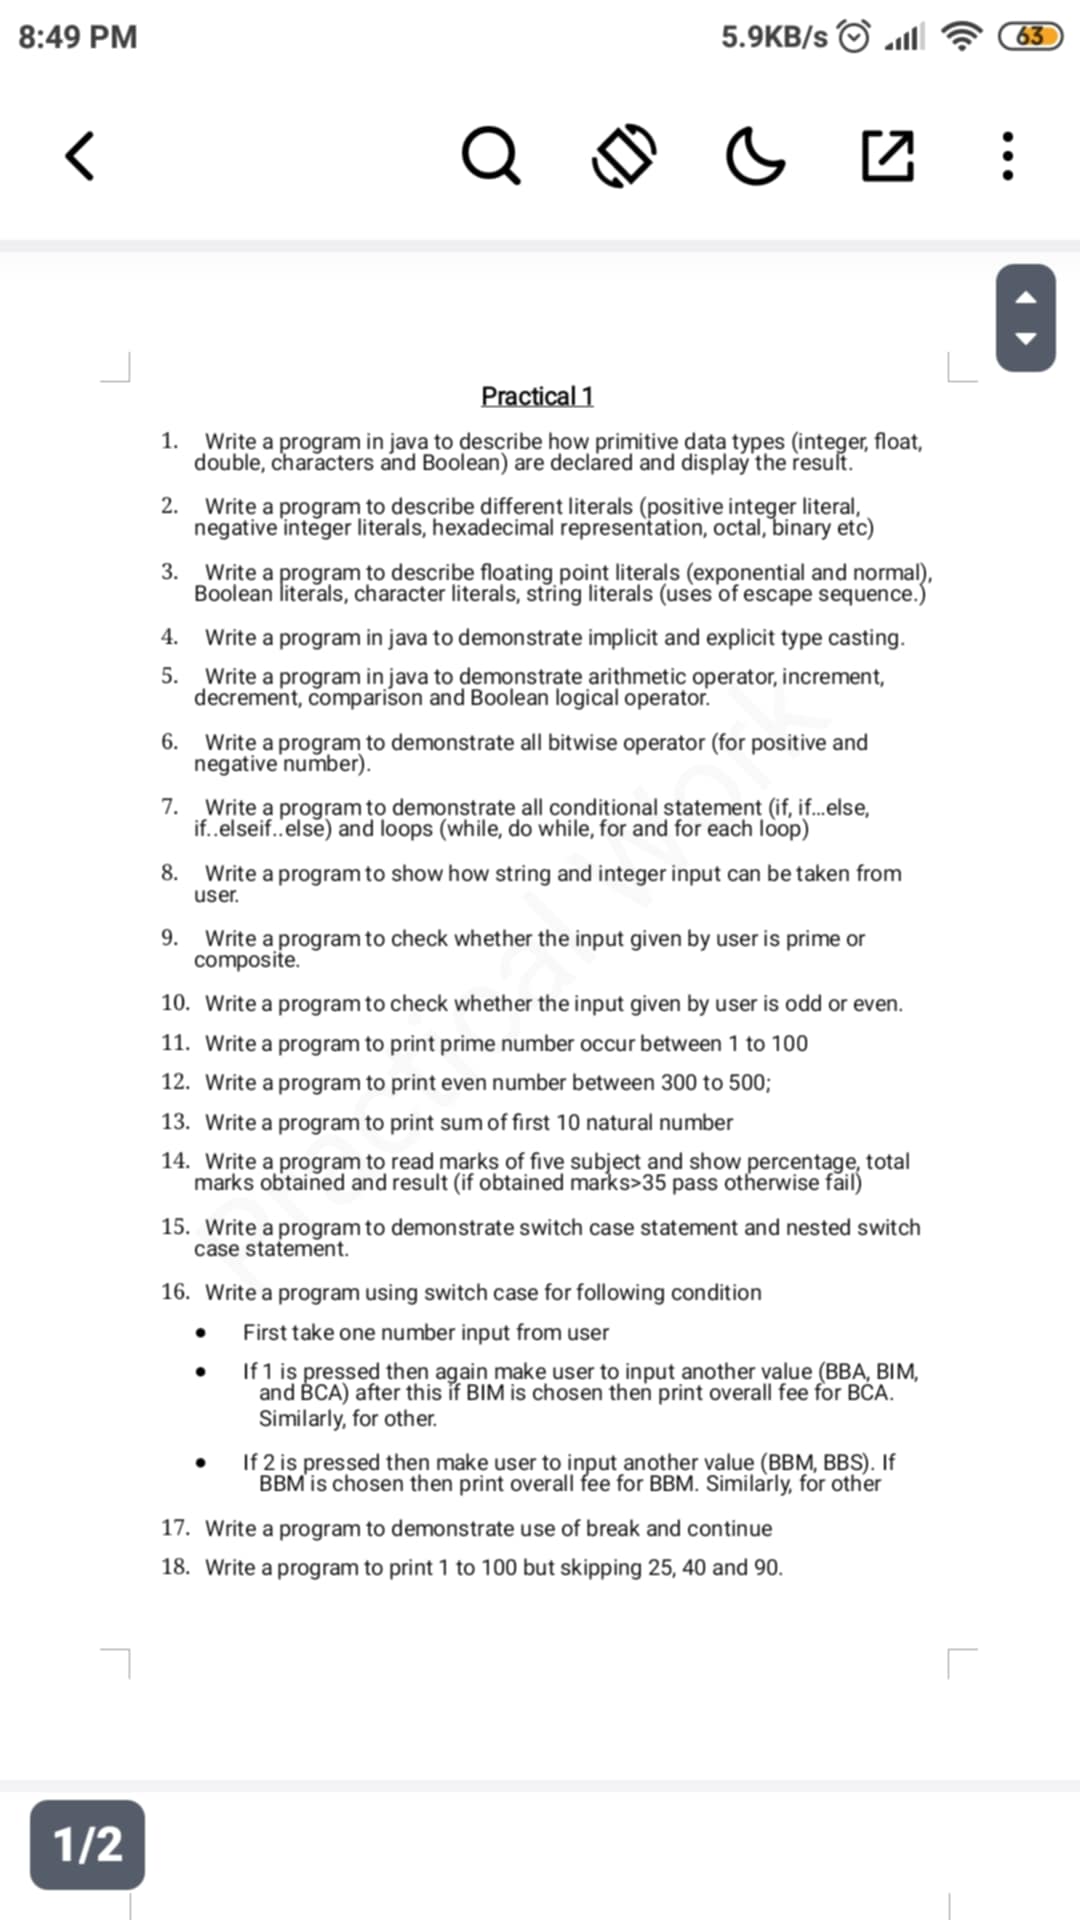 8:49 PM
5.9KB/s
63
Practical 1
1. Write a program in java to describe how primitive data types (integer, float,
double, characters and Boolean) are declared and display the result.
2. Write a program to describe different literals (positive integer literal,
negative integer literals, hexadecimal representation, octal, binary etc)
3. Write a program to describe floating point literals (exponential and normal),
Boolean literals, character literals, string literals (uses of escape sequence.)
4. Write a program in java to demonstrate implicit and explicit type casting.
5. Write a program in java to demonstrate arithmetic operator, increment,
decrement, comparison and Boolean logical operator.
6. Write a program to demonstrate all bitwise operator (for positive and
negative number).
7. Write a program to demonstrate all conditional statement (if, if...else,
if..elseif..else) and loops (while, do while, for and for each loop)
8. Write a program to show how string and integer input can be taken from
user.
9. Write a program to check whether the input given by user is prime or
composite.
10. Write a program to check whether the input given by user is odd or even.
11. Write a program to print prime number occur between 1 to 100
12. Write a program to print even number between 300 to 500;
13. Write a program to print sum of first 10 natural number
14. Write a program to read marks of five subject and show percentage, total
marks obtained and result (if obtained marks>35 pass otherwise fail)
15. Write a program to demonstrate switch case statement and nested switch
case statement.
16. Write a program using switch case for following condition
• First take one number input from user
• If 1 is pressed then again make user to input another value (BBA, BIM,
and BCA) after this if BIM is chosen then print overall fee for BCA.
Similarly, for other.
• If 2 is pressed then make user to input another value (BBM, BBS). If
BBM is chosen then print overall fee for BBM. Similarly, for other
17. Write a program to demonstrate use of break and continue
18. Write a program to print 1 to 100 but skipping 25, 40 and 90.
Practical Work
1/2